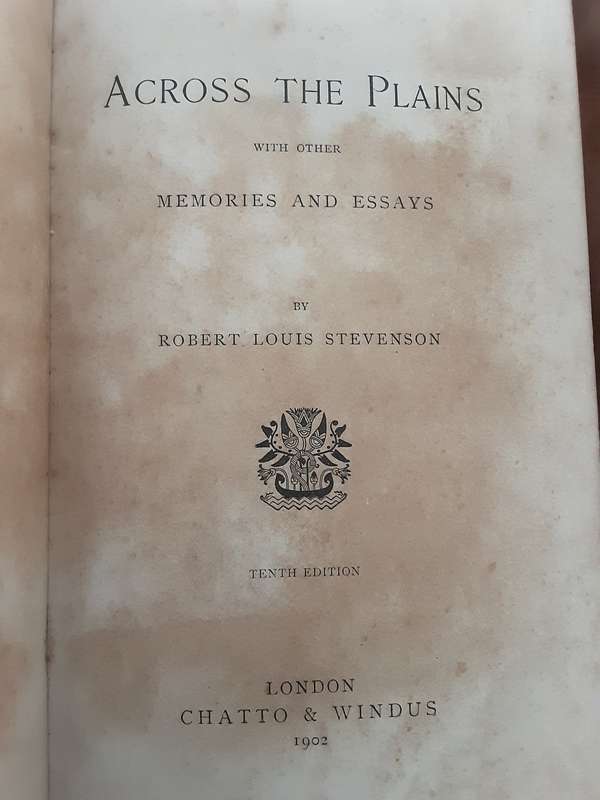 ACROSS THE PLAINS
WITH OTHER
MEMORIES AND ESSAYS
BY
ROBERT LOUIS STEVENSON
TENTH EDITION
LONDON
CHATTO & WINDUS
1902